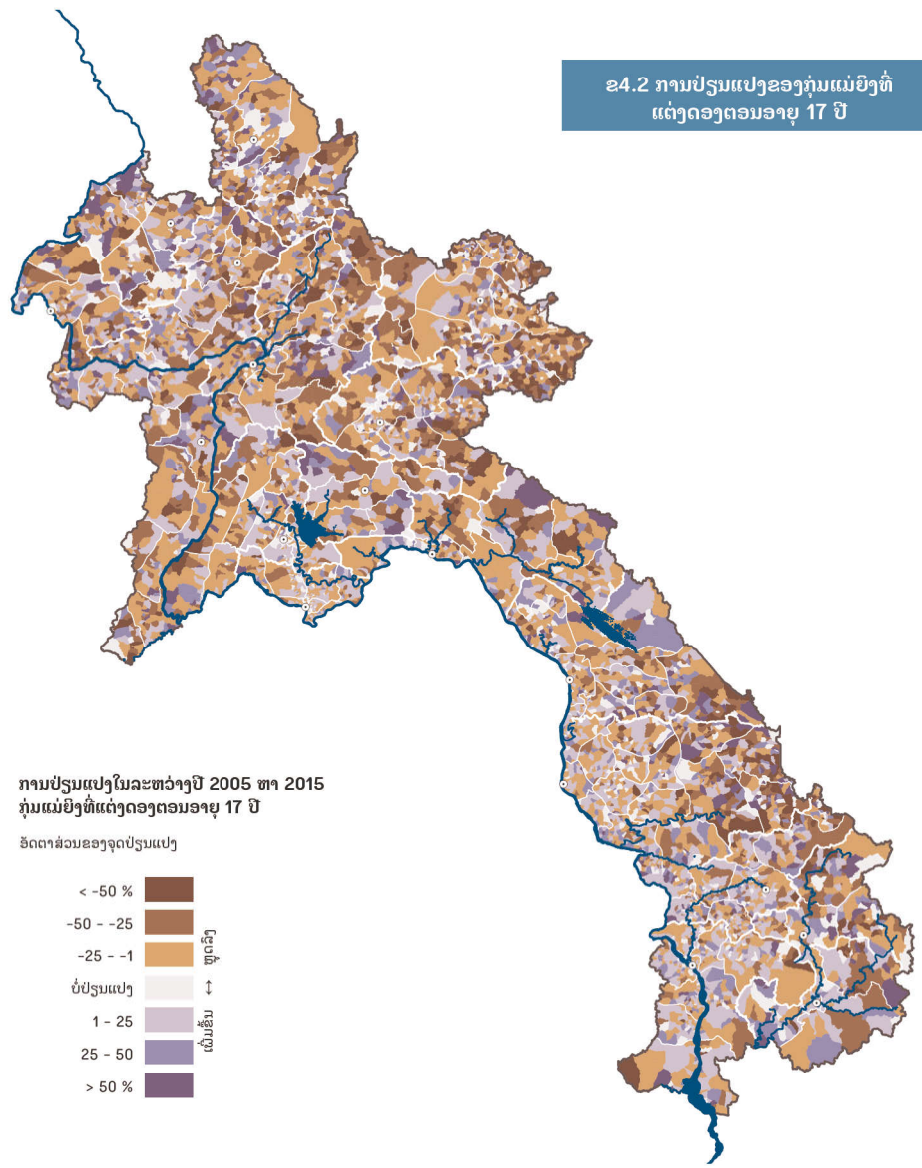 ຂ4.2 ການປ່ຽນແປງຂອງກຸ່ມແມ່ຍິງທີ່
ແຕ່ງດອງຕອນອາຍຸ 17 ປີ
ການປ່ຽນແປງໃນລະຫວ່າງປີ 2005 ຫາ 2015
ກຸ່ມແມ່ຍິງທີ່ແຕ່ງດອງຕອນອາຍຸ 17 ປີ
ອັດຕາສ່ວນຂອງຈຸດປ່ຽນແປງ
< -50 %
-50 - -25
-25 - -1
ບໍ່ປ່ຽນແປງ
1 - 25
25 - 50
> 50 %
ຫຼຸດລົງ
↔
ເພີ່ມຂຶ້ນ